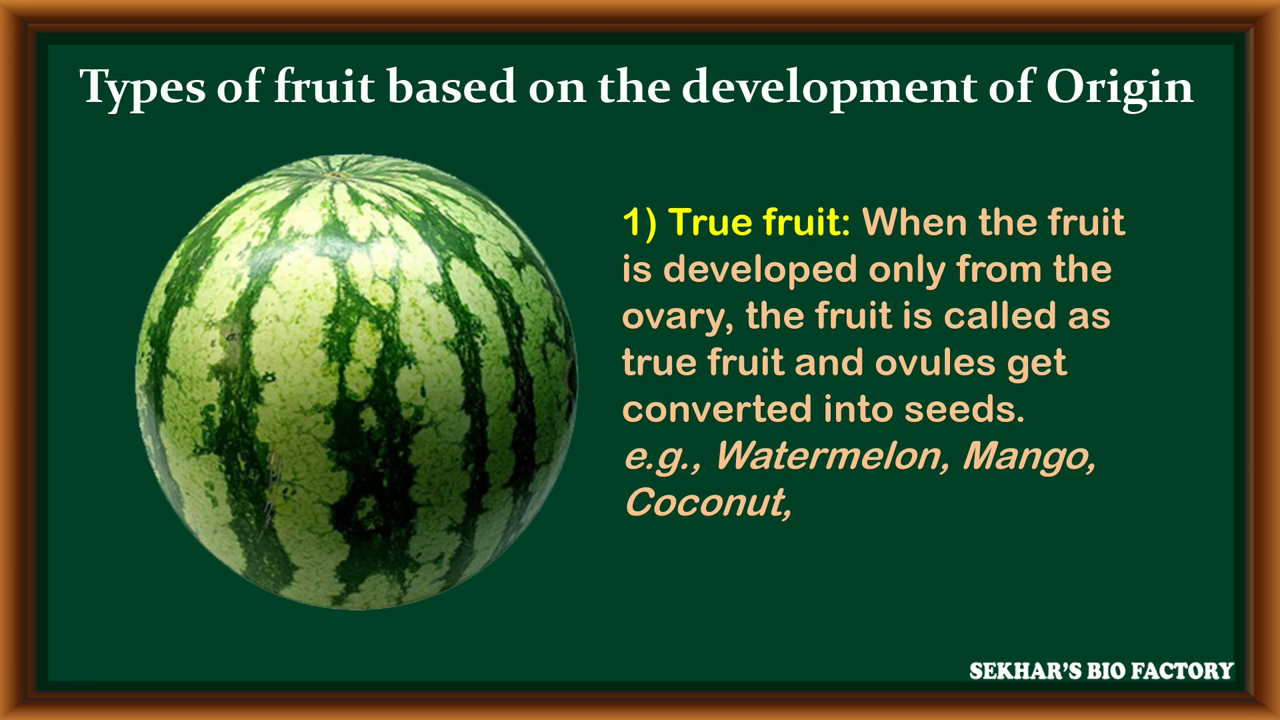 Types of fruit based on the development of Origin
1) True fruit: When the fruit
is developed only from the
ovary, the fruit is called as
true fruit and ovules get
converted into seeds.
e.g., Watermelon, Mango,
Coconut,
SEKHAR'S BIO FACTORY